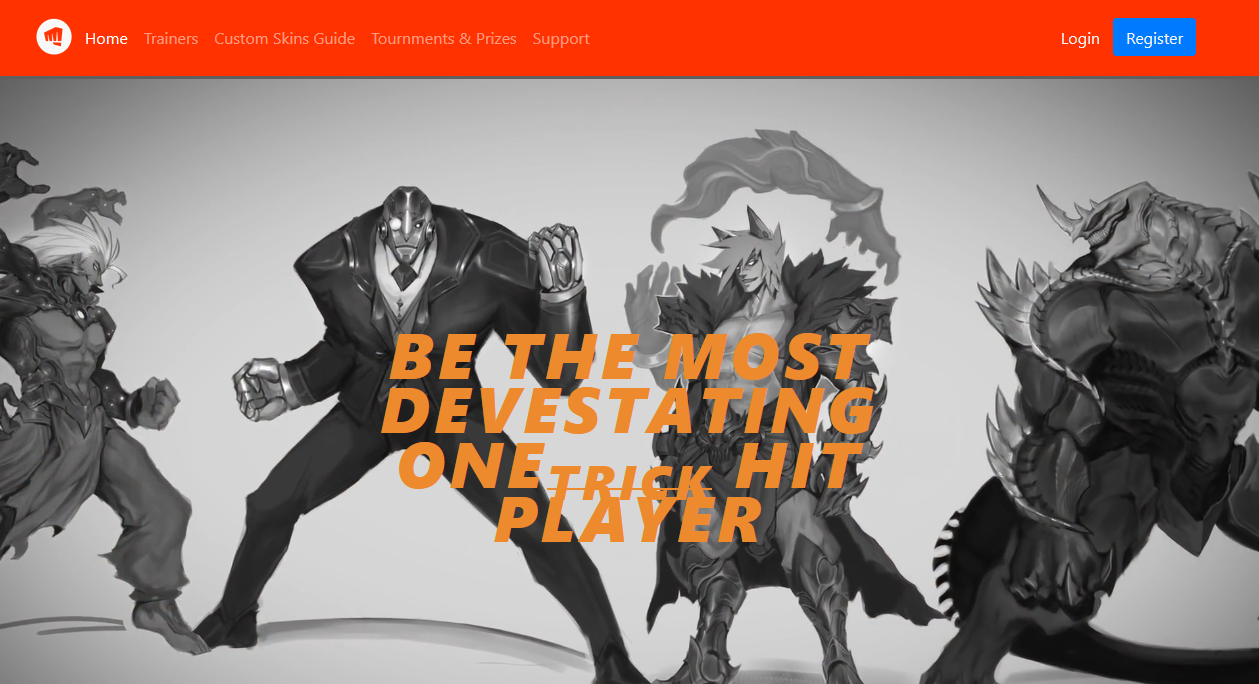 Home Trainers Custom Skins Guide Tournments & Prizes Support Login Register
BE THE MOST
DEVESTATING
ONE TRICK HIT
PLAYER